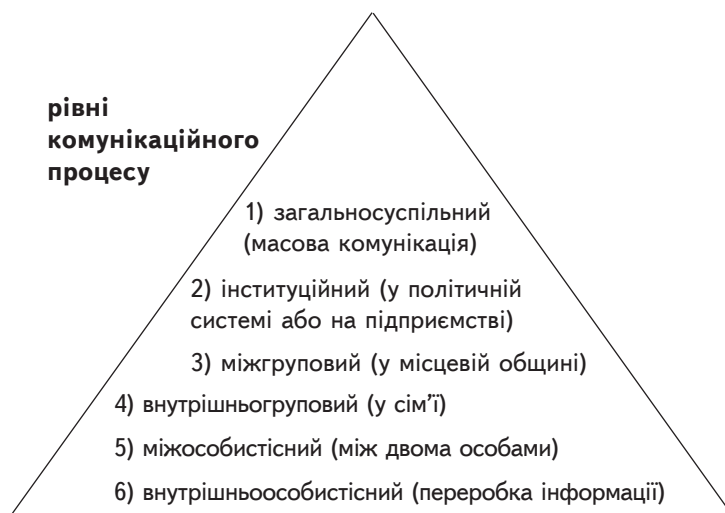 рівні
комунікаційного
процесу
1) загальносуспільний
(масова комунікація)
2) інституційний (у політичній
системі або на підприємстві)
3) міжгруповий (у місцевій общині)
4) внутрішньогруповий (у сім’ї)
5) міжособистісний (між двома особами)
6) внутрішньоособистісний (переробка інформації)